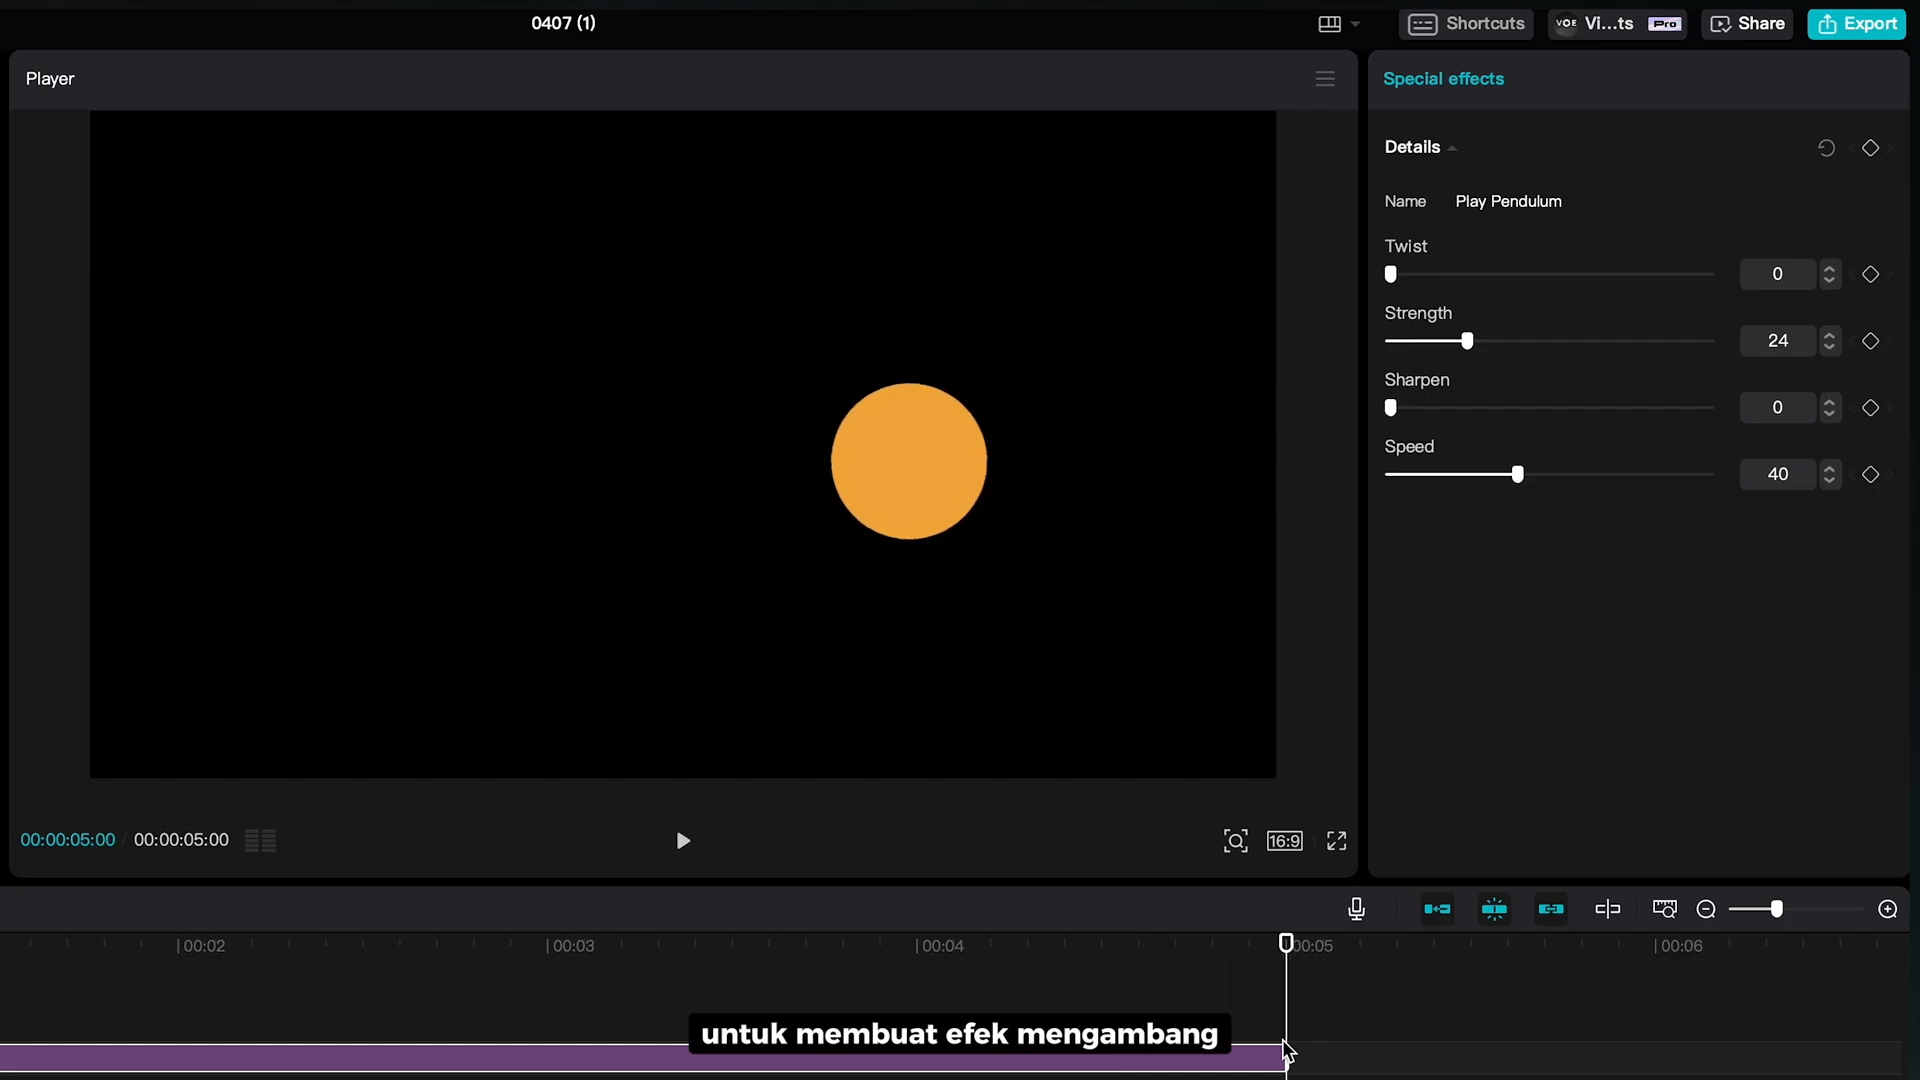 0407 (1)
Shortcuts
VOE Vi...ts Pro
Share
Export
Player
Special effects
Details
Name Play Pendulum
Twist
0
Strength
24
Sharpen
0
Speed
40
00:00:05:00 / 00:00:05:00
16:9
00:02 00:03 00:04 00:05 00:06
untuk membuat efek mengambang